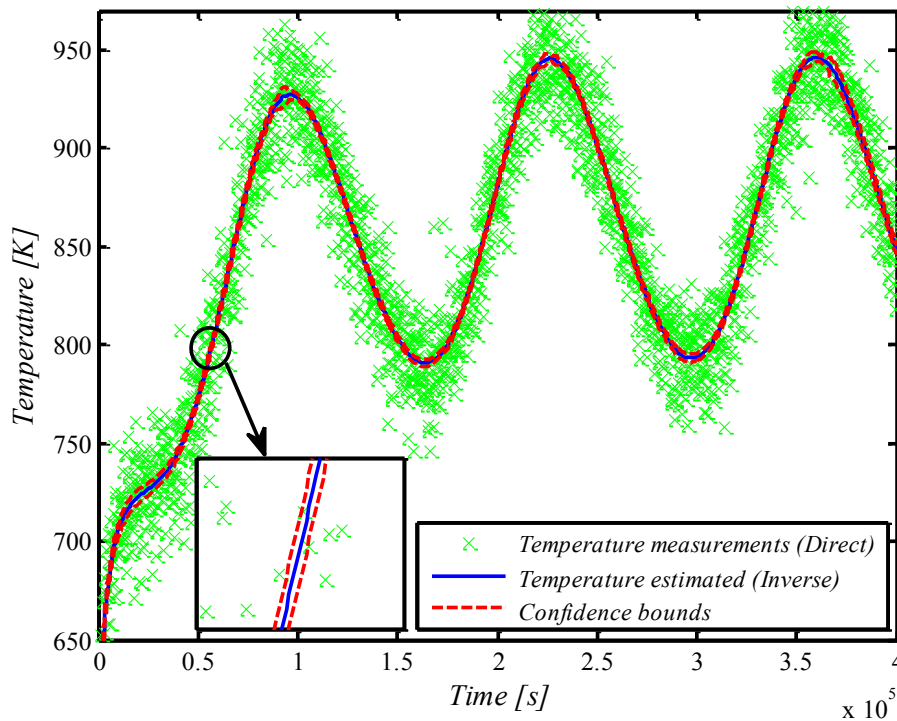 Temperature [K]
950
900
850
800
750
700
650
0
0.5
1
1.5
2
2.5
3
3.5
4
x 10^5
Time [s]
Temperature measurements (Direct)
Temperature estimated (Inverse)
Confidence bounds